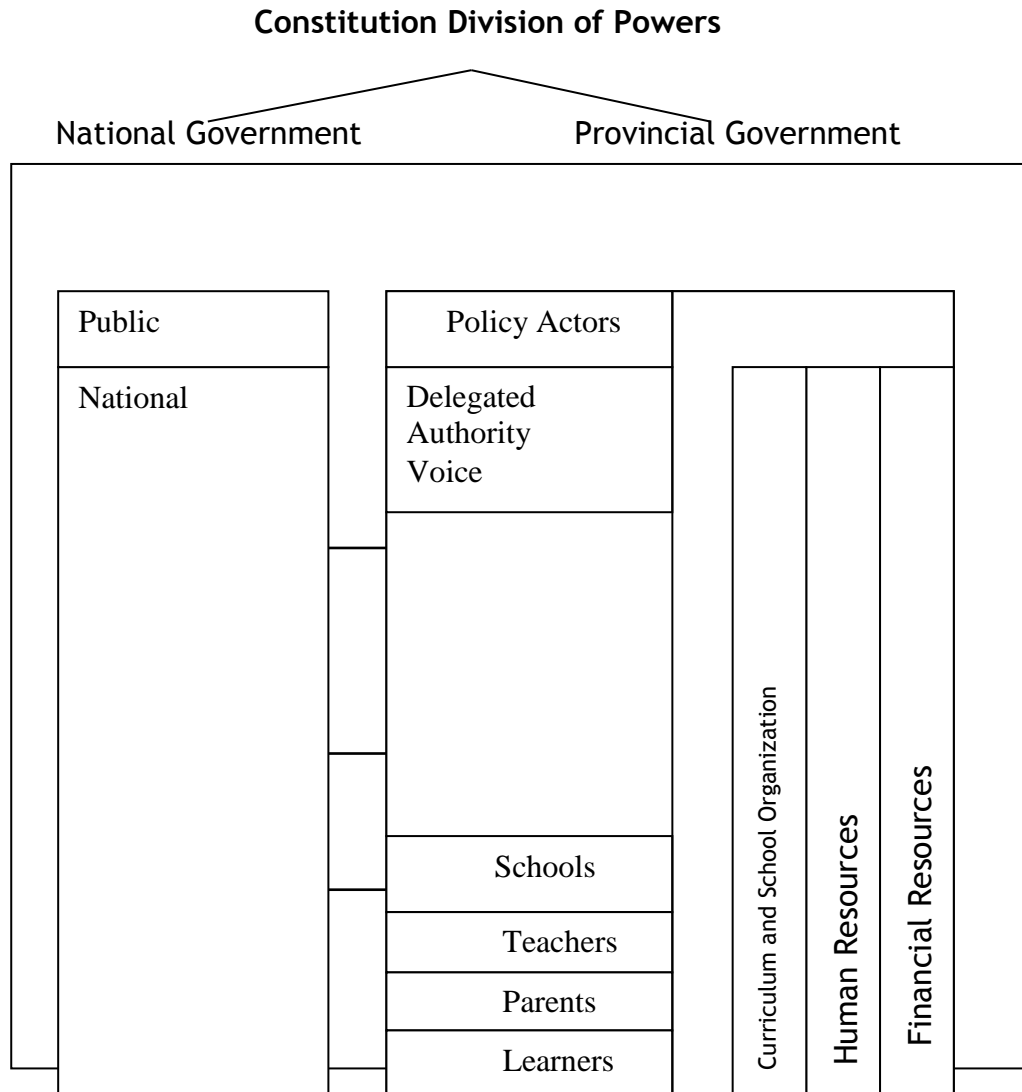 Constitution Division of Powers
National Government
Provincial Government
Public
National
Policy Actors
Delegated
Authority
Voice
Schools
Teachers
Parents
Learners
Curriculum and School Organization
Human Resources
Financial Resources